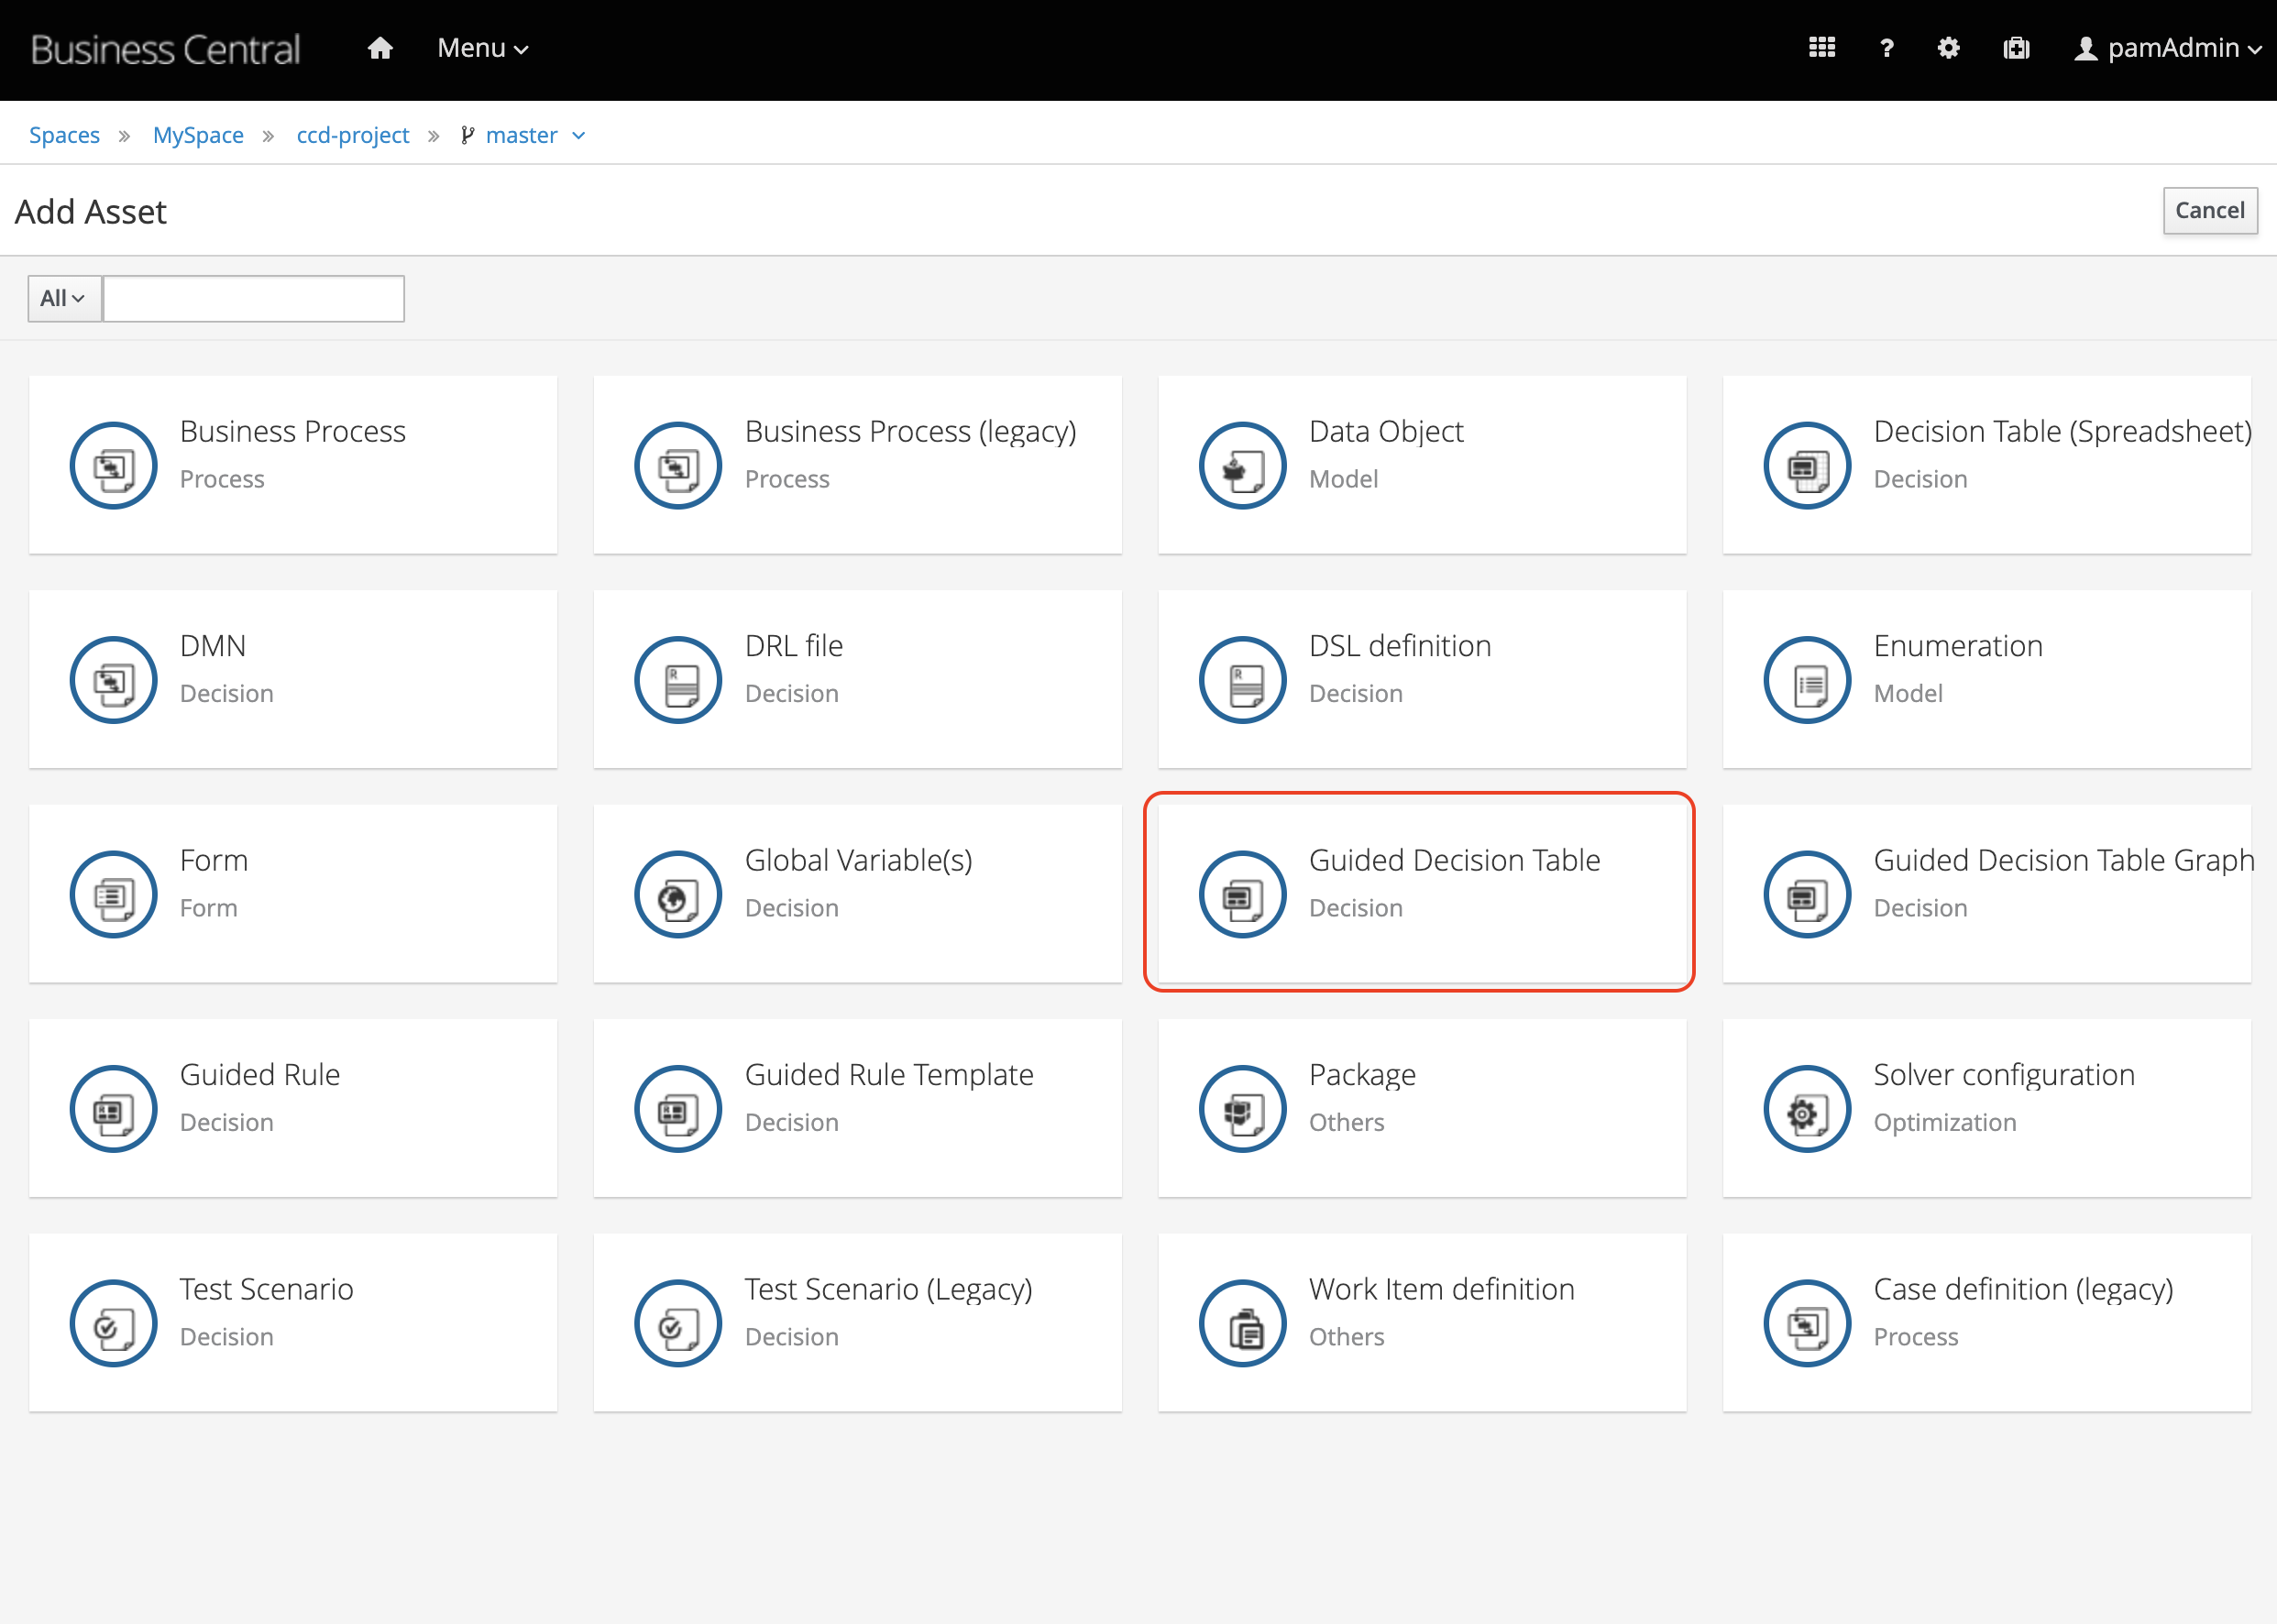 Business Central Menu ? pamAdmin
Spaces » MySpace » ccd-project » master
Add Asset Cancel
All
Business Process
Process
Business Process (legacy)
Process
Data Object
Model
Decision Table (Spreadsheet)
Decision
DMN
Decision
DRL file
Decision
DSL definition
Decision
Enumeration
Model
Form
Form
Global Variable(s)
Decision
Guided Decision Table
Decision
Guided Decision Table Graph
Decision
Guided Rule
Decision
Guided Rule Template
Decision
Package
Others
Solver configuration
Optimization
Test Scenario
Decision
Test Scenario (Legacy)
Decision
Work Item definition
Others
Case definition (legacy)
Process